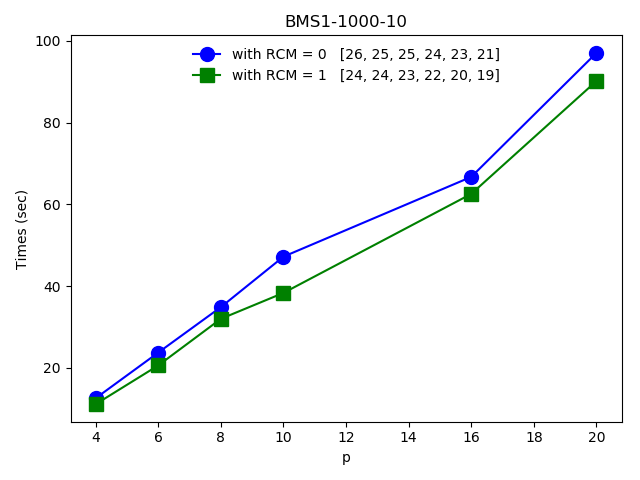 BMS1-1000-10
with RCM = 0   [26, 25, 25, 24, 23, 21]
with RCM = 1   [24, 24, 23, 22, 20, 19]
Times (sec)
100
80
60
40
20
4 6 8 10 12 14 16 18 20
p